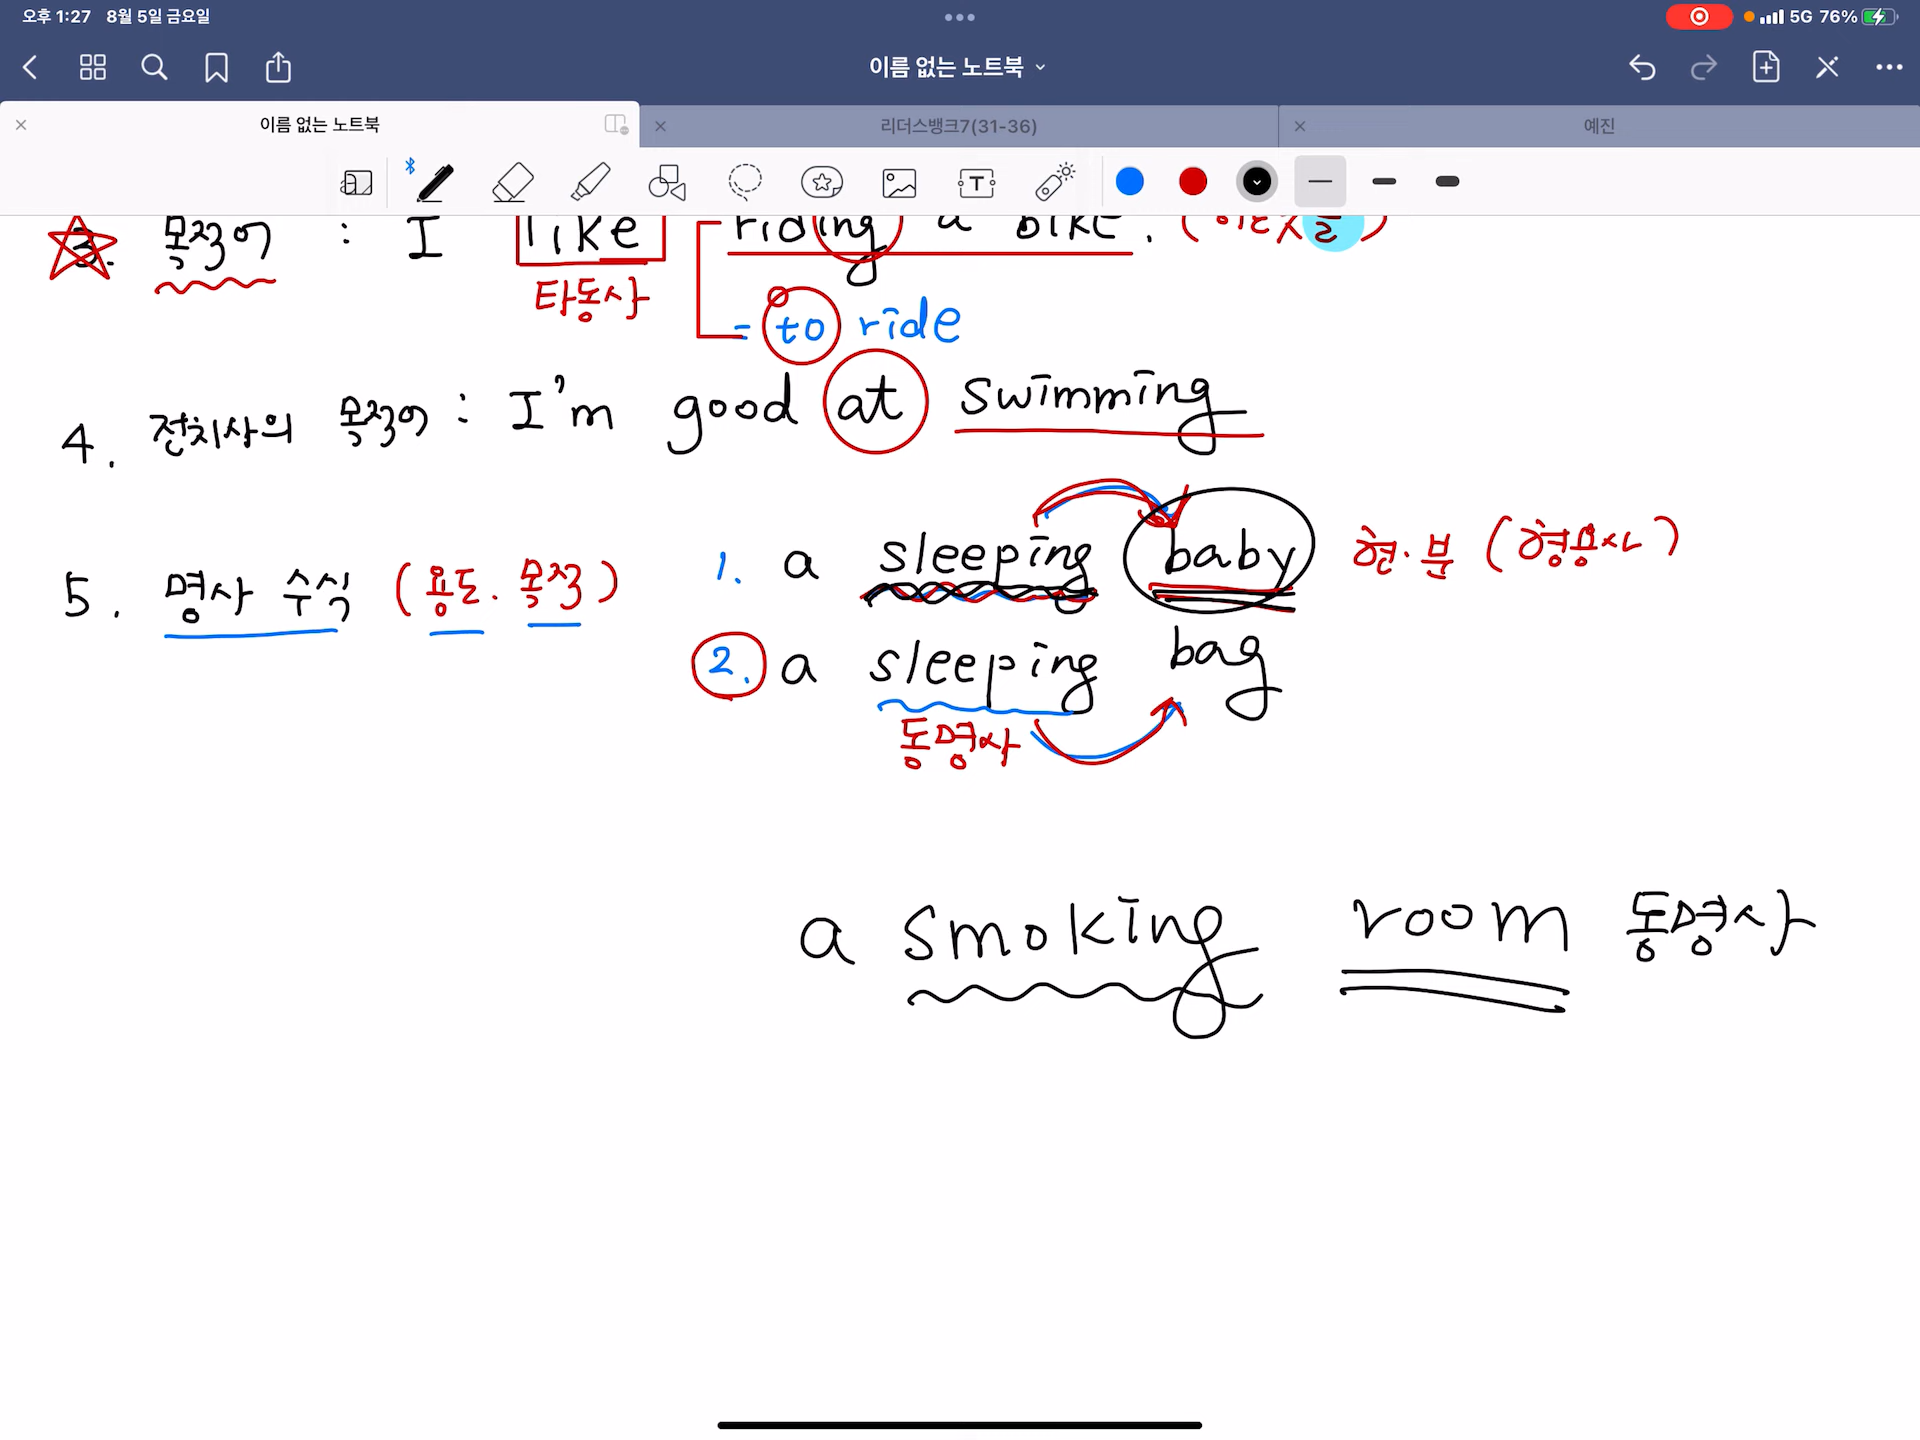 오후 1:27 8월 5일 금요일
5G 76%
이름 없는 노트북
이름 없는 노트북
리더스뱅크7(31-36)
예진
3. 목적어 : I like riding a bike. (
타동사
= to ride
4. 전치사의 목적어 : I'm good at swimming
5. 명사 수식 (용도. 목적) 1. a sleeping baby 현.분 (형용사)
2. a sleeping bag
동명사
a smoking room 동명사